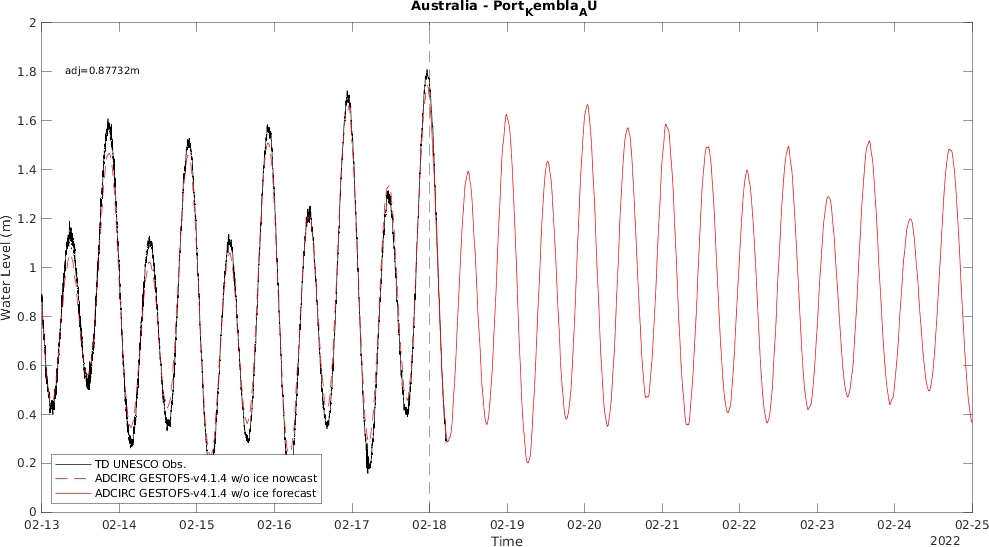 Australia - PortKemblaAU
2
1.8
1.6
1.4
1.2
1
0.8
0.6
0.4
0.2
0
Water Level (m)
adj=0.87732m
TD UNESCO Obs.
ADCIRC GESTOFS-v4.1.4 w/o ice nowcast
ADCIRC GESTOFS-v4.1.4 w/o ice forecast
02-13 02-14 02-15 02-16 02-17 02-18 02-19 02-20 02-21 02-22 02-23 02-24 02-25
Time
2022